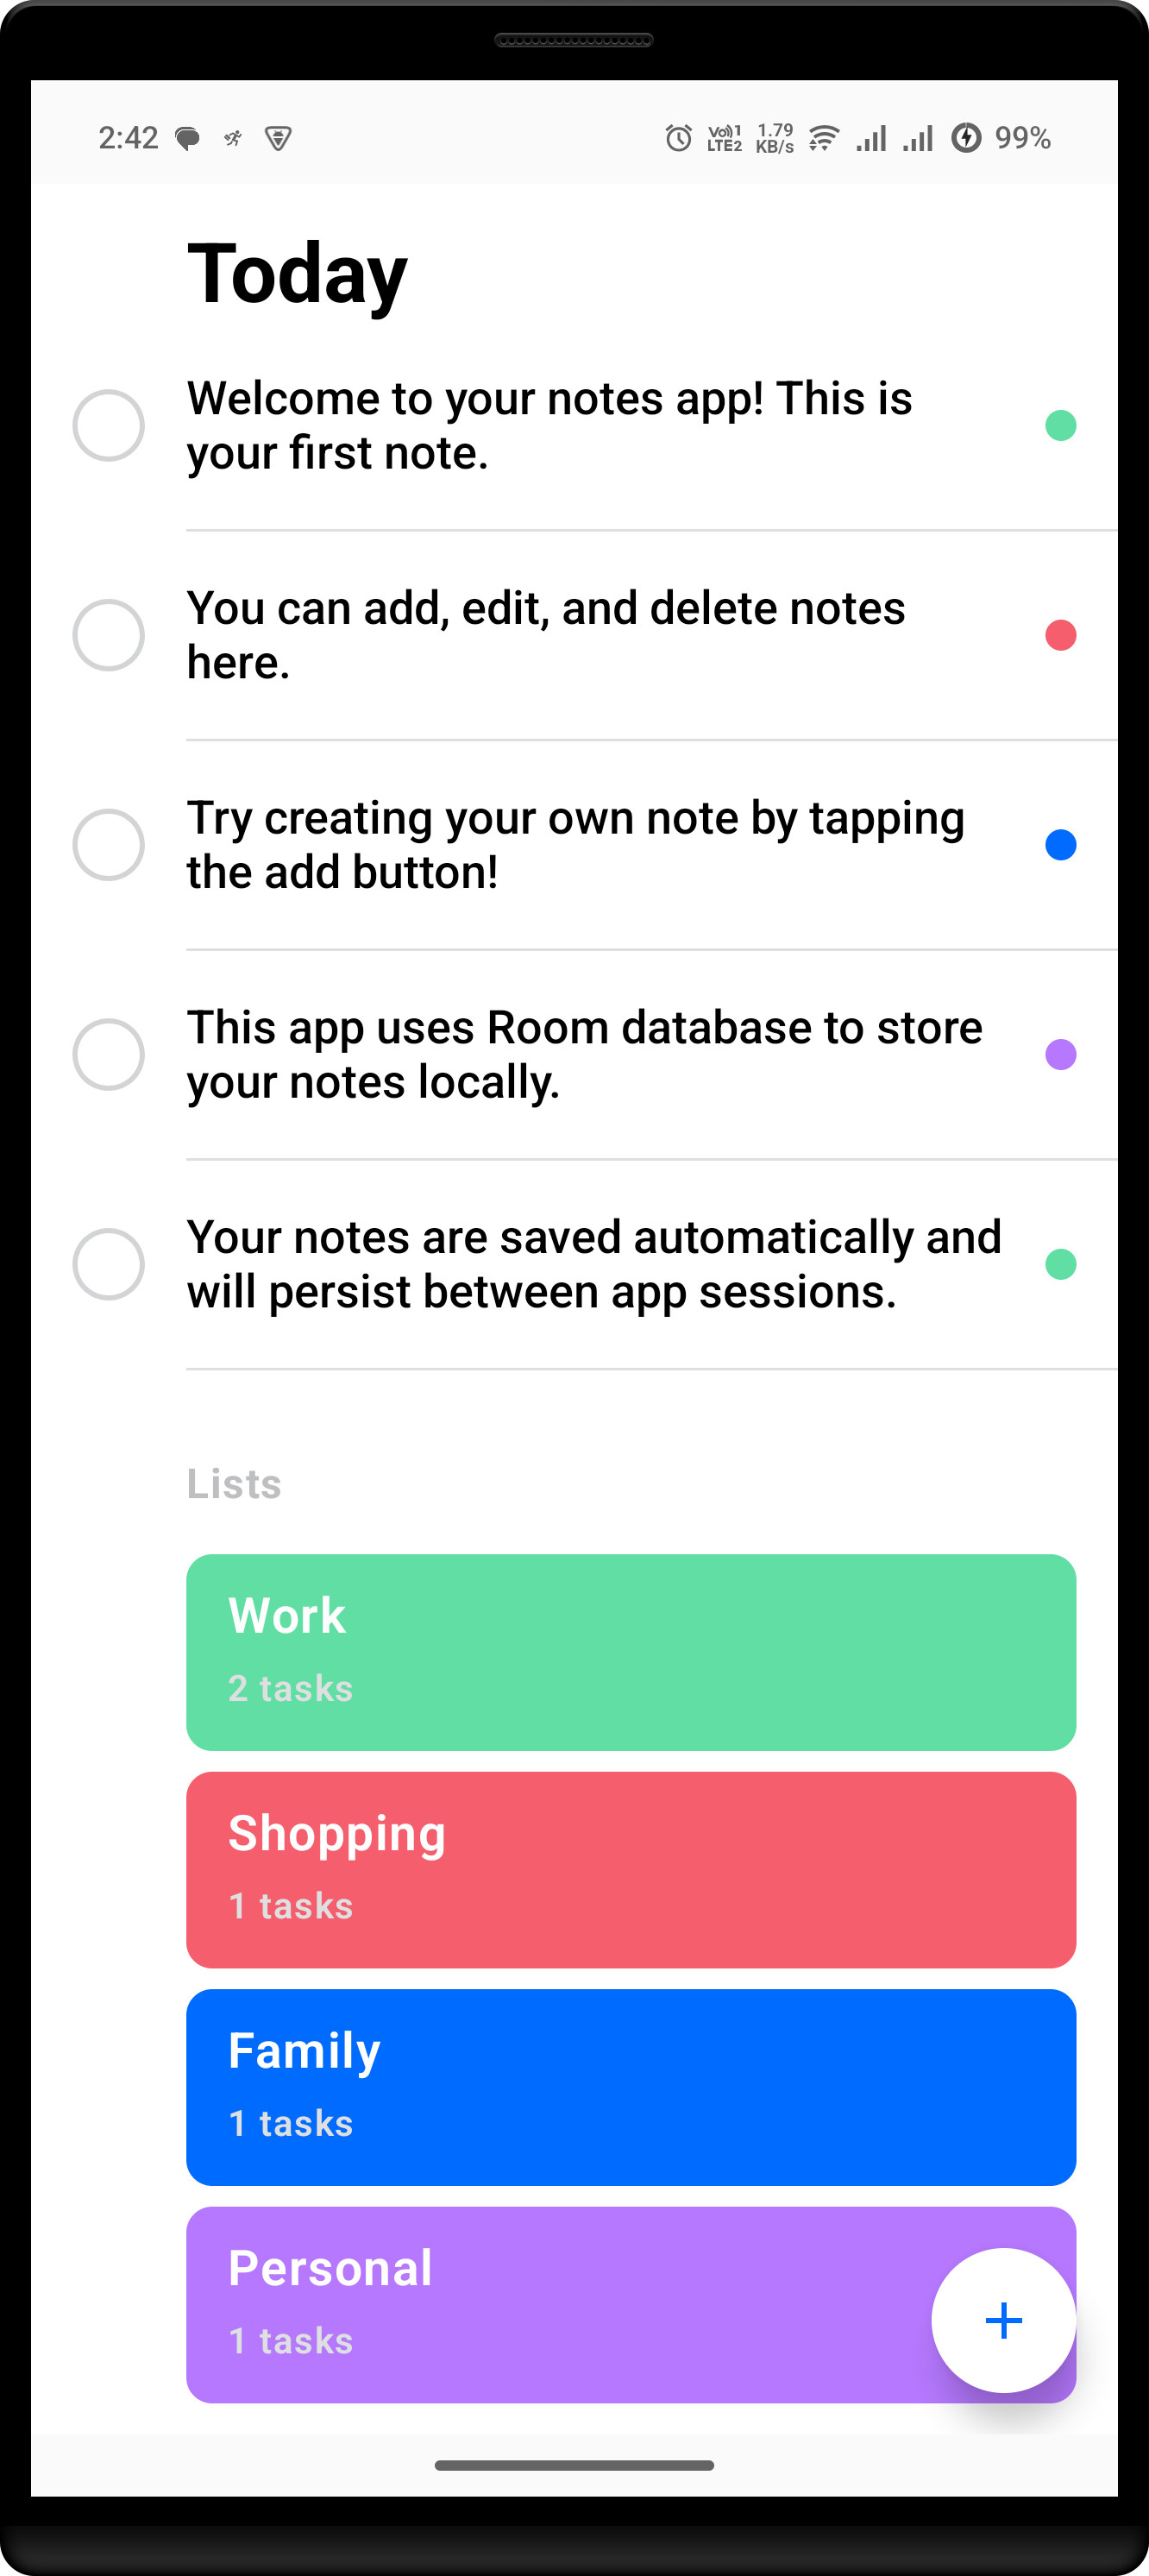 2:42
Vo))1
LTE2
1.79
KB/s
99%
Today
Welcome to your notes app! This is
your first note.
You can add, edit, and delete notes
here.
Try creating your own note by tapping
the add button!
This app uses Room database to store
your notes locally.
Your notes are saved automatically and
will persist between app sessions.
Lists
Work
2 tasks
Shopping
1 tasks
Family
1 tasks
Personal
1 tasks
+